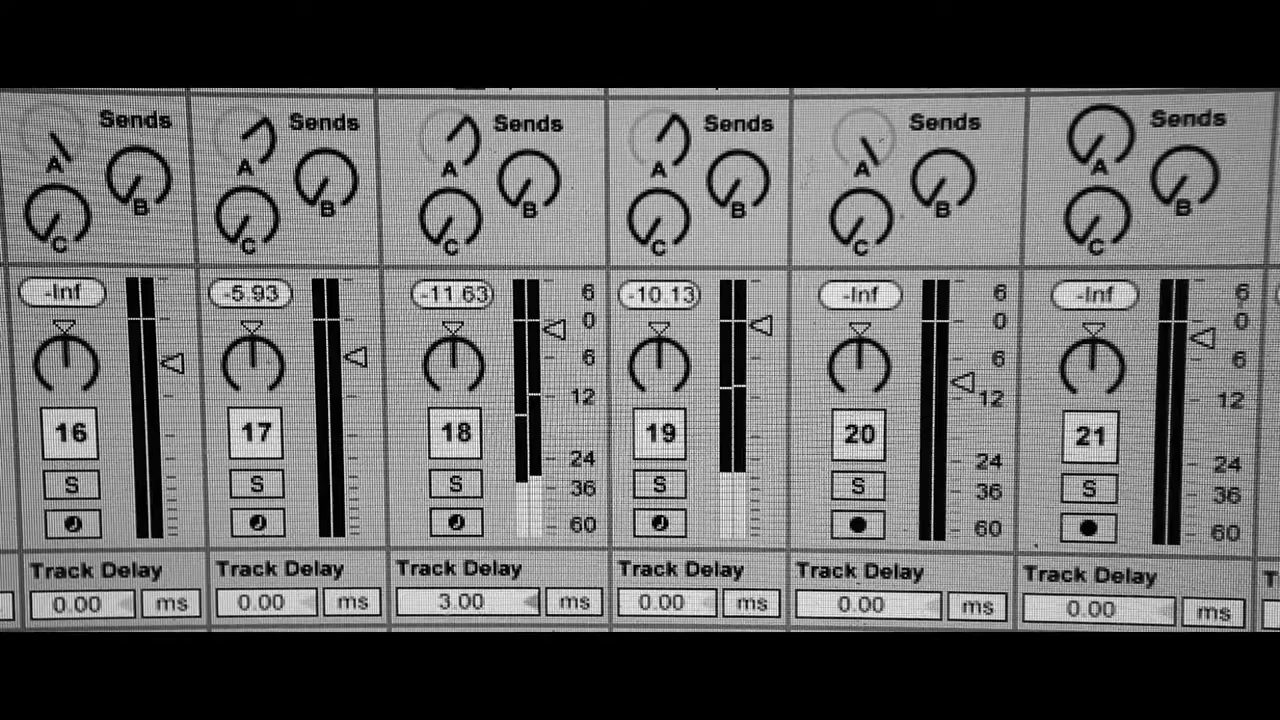 Sends Sends Sends Sends Sends Sends
A A A A A A
B B B B B B
C C C C C C
-Inf -5.93 -11.63 -10.13 -Inf -Inf
6 6 6
0 0 0
6 6 6
12 12 12
16 17 18 19 20 21
24 24 24
S S S S S S
36 36 36
60 60 60
Track Delay Track Delay Track Delay Track Delay Track Delay Track Delay
0.00 ms 0.00 ms 3.00 ms 0.00 ms 0.00 ms 0.00 ms